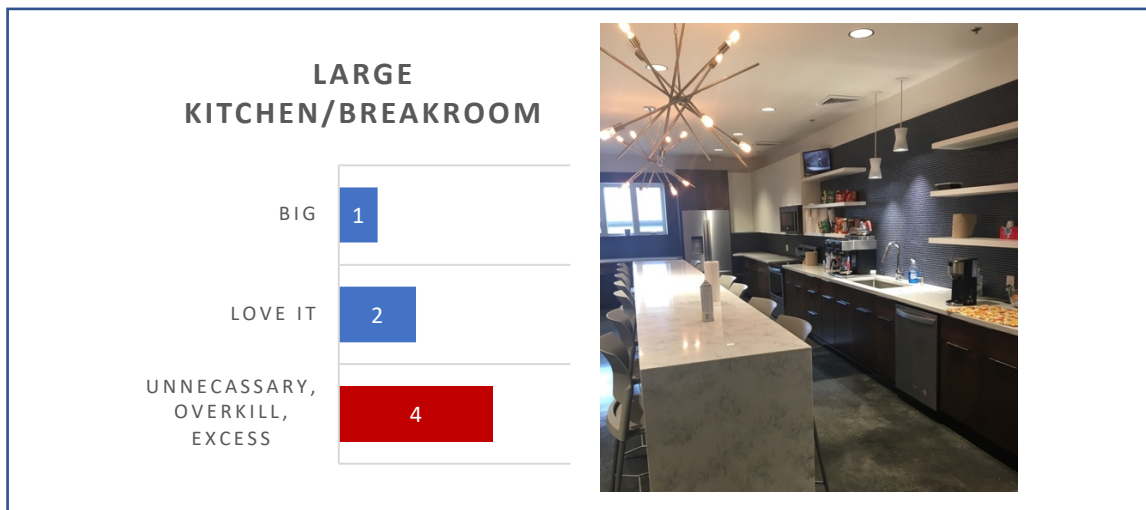 LARGE
KITCHEN/BREAKROOM
BIG
1
LOVE IT
2
UNNECASSARY,
OVERKILL,
EXCESS
4